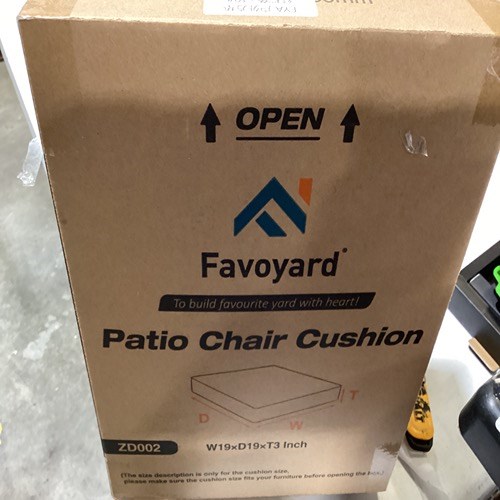 OPEN
Favoyard
To build favourite yard with heart!
Patio Chair Cushion
T
D
W
ZD002
W19×D19×T3 Inch
(The size description is only for the cushion size,
please make sure the cushion size fits your furniture before opening the box.)